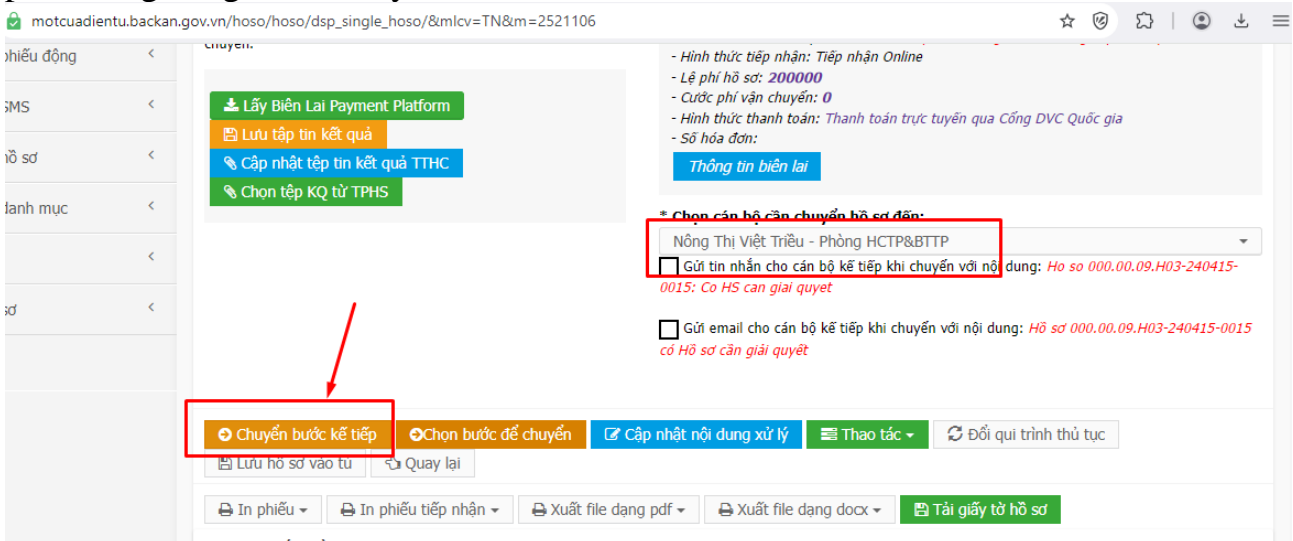 motcuadientu.backan.gov.vn/hoso/hoso/dsp_single_hoso/&mlcv=TN&m=2521106
phiếu động
chuyển.
- Hình thức tiếp nhận: Tiếp nhận Online
- Lệ phí hồ sơ: 200000
- Cước phí vận chuyển: 0
- Hình thức thanh toán: Thanh toán trực tuyến qua Cổng DVC Quốc gia
- Số hóa đơn:
Thông tin biên lai
SMS
hồ sơ
danh mục
sơ
Lấy Biên Lai Payment Platform
Lưu tập tin kết quả
Cập nhật tệp tin kết quả TTHC
Chọn tệp KQ từ TPHS
* Chọn cán bộ cần chuyển hồ sơ đến:
Nông Thị Việt Triều - Phòng HCTP&BTTP
Gửi tin nhắn cho cán bộ kế tiếp khi chuyển với nội dung: Ho so 000.00.09.H03-240415-
0015: Co HS can giai quyet
Gửi email cho cán bộ kế tiếp khi chuyển với nội dung: Hồ sơ 000.00.09.H03-240415-0015
có Hồ sơ cần giải quyết
Chuyển bước kế tiếp Chọn bước để chuyển Cập nhật nội dung xử lý Thao tác Đổi qui trình thủ tục
Lưu hồ sơ vào tủ Quay lại
In phiếu In phiếu tiếp nhận Xuất file dạng pdf Xuất file dạng docx Tải giấy tờ hồ sơ